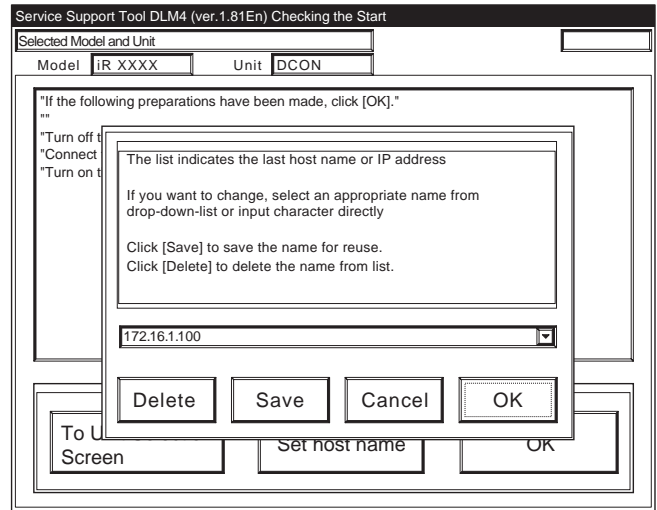 Service Support Tool DLM4 (ver.1.81En) Checking the Start
Selected Model and Unit
Model iR XXXX Unit DCON
"If the following preparations have been made, click [OK]."
""
"Turn off t
"Connect
"Turn on t
The list indicates the last host name or IP address
If you want to change, select an appropriate name from
drop-down-list or input character directly
Click [Save] to save the name for reuse.
Click [Delete] to delete the name from list.
172.16.1.100
Delete Save Cancel OK
To U
Screen
Set host name
OK